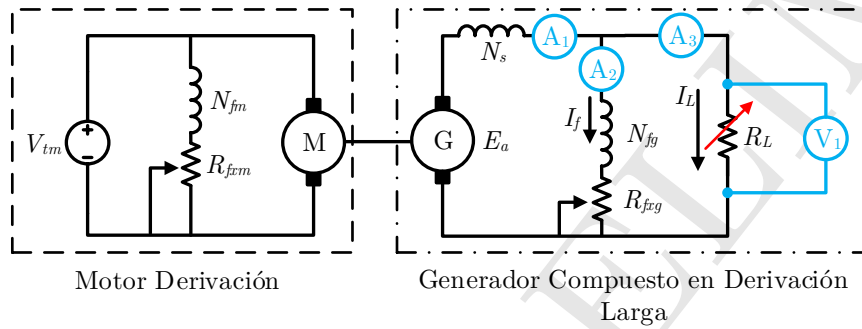 N_s
A_1
A_3
A_2
N_fm
I_f
I_L
N_fg
V_tm
M
G
E_a
R_L
V_1
R_fxm
R_fxg
Motor Derivación
Generador Compuesto en Derivación
Larga